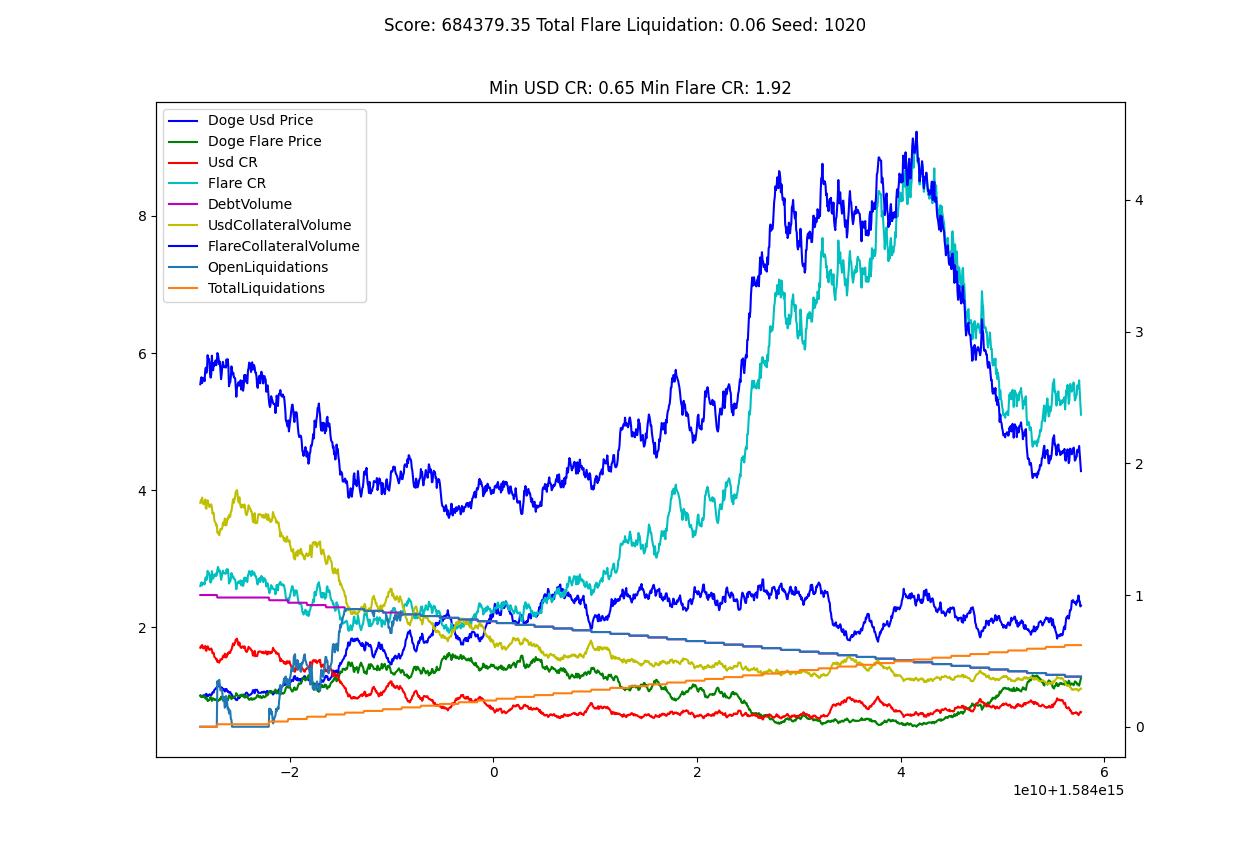 Score: 684379.35 Total Flare Liquidation: 0.06 Seed: 1020
Min USD CR: 0.65 Min Flare CR: 1.92
Doge Usd Price
Doge Flare Price
Usd CR
Flare CR
DebtVolume
UsdCollateralVolume
FlareCollateralVolume
OpenLiquidations
TotalLiquidations
8
6
4
2
4
3
2
1
0
−2 0 2 4 6
1e10+1.584e15